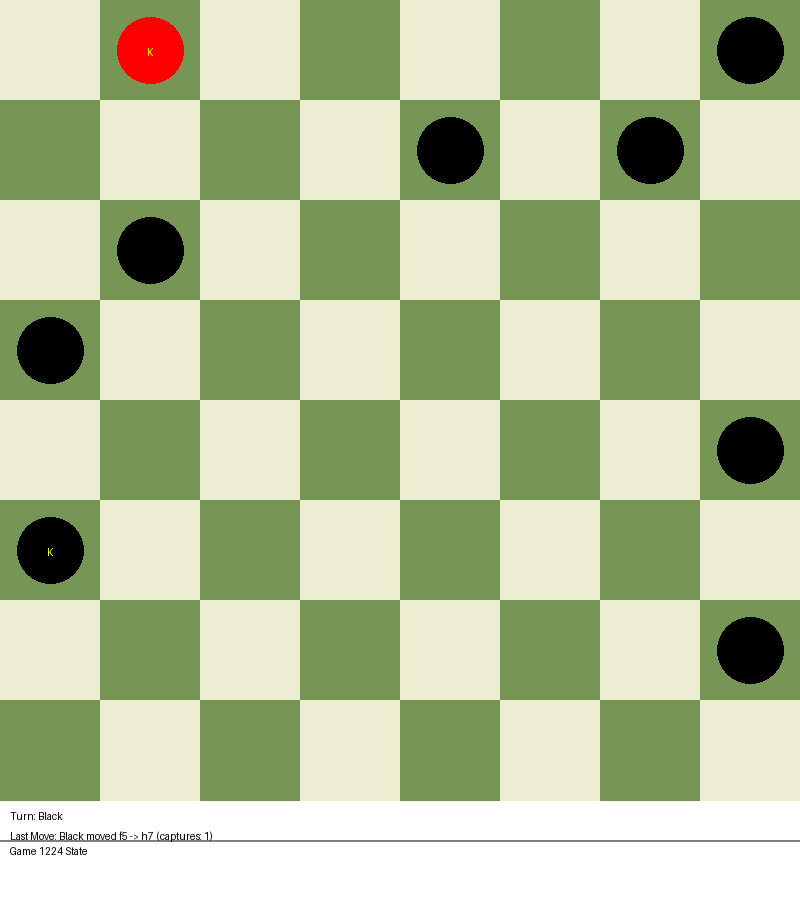 K
K
Turn: Black
Last Move: Black moved f5 -> h7 (captures: 1)
Game 1224 State